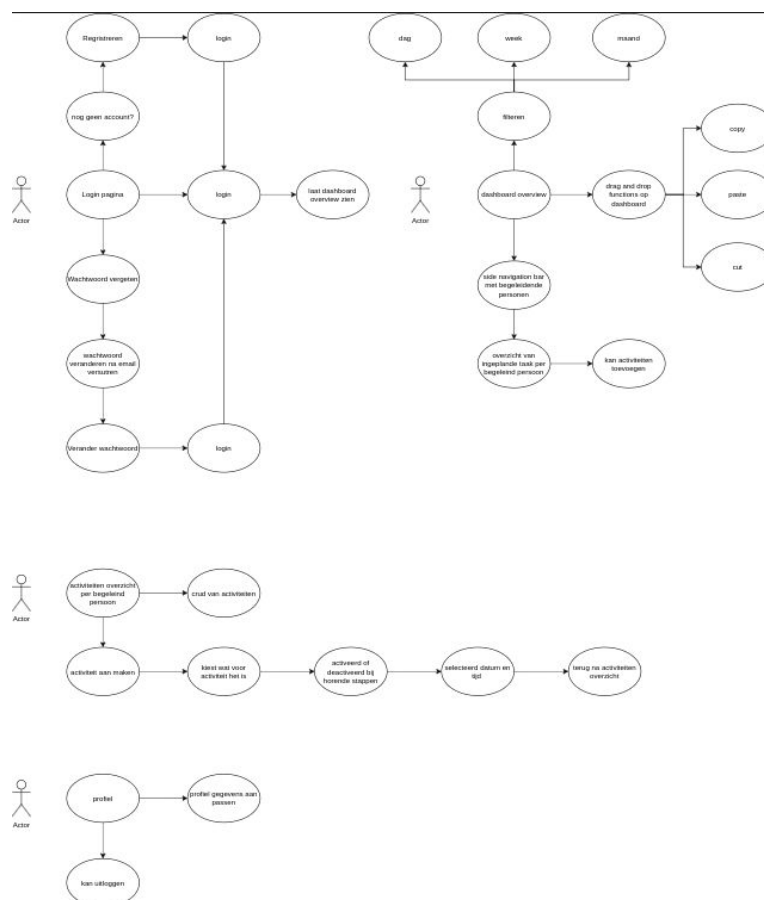 Regristreren
login
dag
week
maand
nog geen account?
filteren
copy
Actor
Login pagina
login
laat dashboard
overview zien
Actor
dashboard overview
drag and drop
functions op
dashboard
paste
cut
Wachtwoord vergeten
side navigation bar
met begeleidende
personen
wachtwoord
veranderen na email
versturen
overzicht van
ingeplande taak per
begeleind persoon
kan activiteiten
toevoegen
Verander wachtwoord
login
Actor
activiteiten overzicht
per begeleind
persoon
crud van activiteiten
activiteit aan maken
kiest wat voor
activiteit het is
activeerd of
deactiveerd bij
horende stappen
selecteerd datum en
tijd
terug na activiteiten
overzicht
Actor
profiel
profiel gegevens aan
passen
kan uitloggen